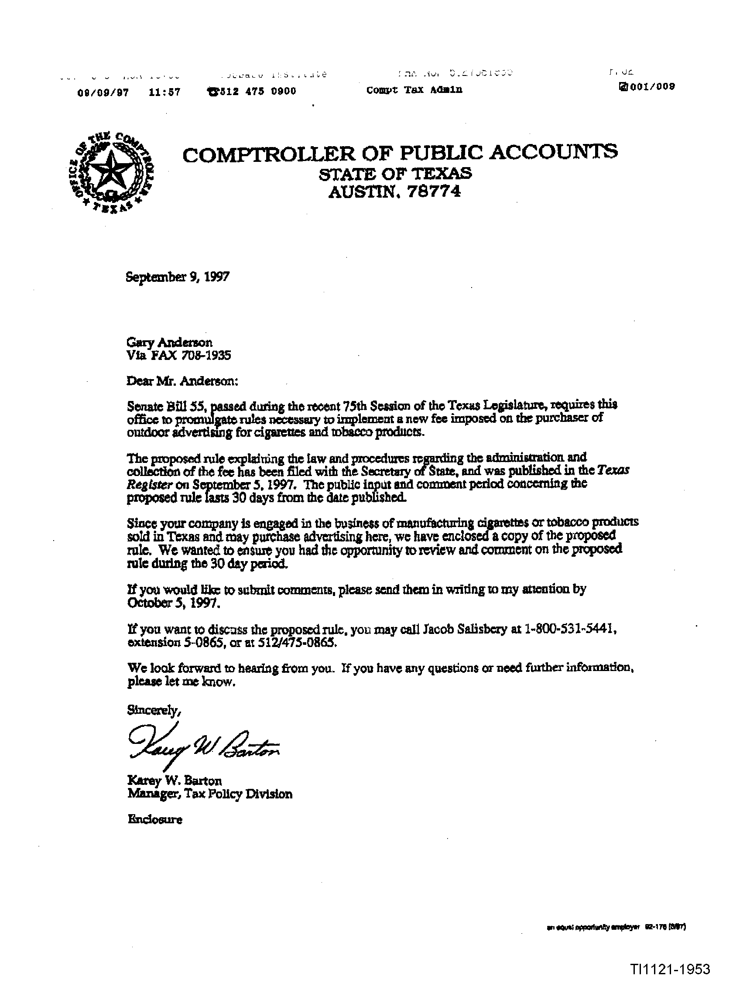 09/09/97 11:57 ☎512 475 0900 Compt Tax Admin 001/009
OFFICE OF THE COMPTROLLER
★ TEXAS ★
COMPTROLLER OF PUBLIC ACCOUNTS
STATE OF TEXAS
AUSTIN, 78774
September 9, 1997
Gary Anderson
Via FAX 708-1935
Dear Mr. Anderson:
Senate Bill 55, passed during the recent 75th Session of the Texas Legislature, requires this
office to promulgate rules necessary to implement a new fee imposed on the purchaser of
outdoor advertising for cigarettes and tobacco products.
The proposed rule explaining the law and procedures regarding the administration and
collection of the fee has been filed with the Secretary of State, and was published in the Texas
Register on September 5, 1997. The public input and comment period concerning the
proposed rule lasts 30 days from the date published.
Since your company is engaged in the business of manufacturing cigarettes or tobacco products
sold in Texas and may purchase advertising here, we have enclosed a copy of the proposed
rule. We wanted to ensure you had the opportunity to review and comment on the proposed
rule during the 30 day period.
If you would like to submit comments, please send them in writing to my attention by
October 5, 1997.
If you want to discuss the proposed rule, you may call Jacob Salisbery at 1-800-531-5441,
extension 5-0865, or at 512/475-0865.
We look forward to hearing from you. If you have any questions or need further information,
please let me know.
Sincerely,
Karey W Barton
Karey W. Barton
Manager, Tax Policy Division
Enclosure
an equal opportunity employer 92-176 (3/97)
TI1121-1953